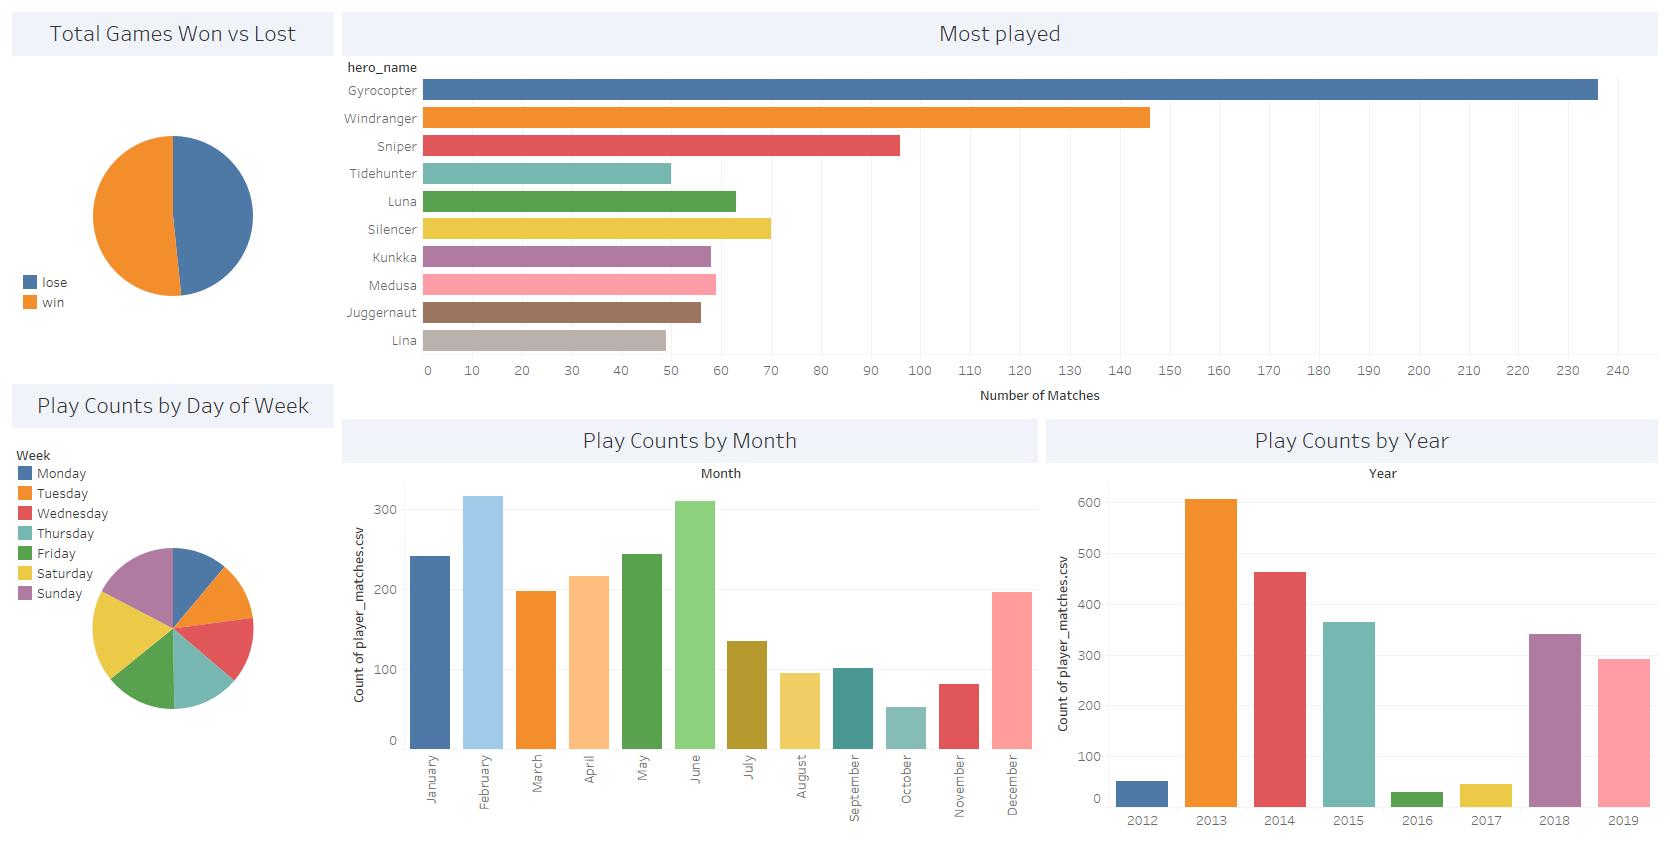 Total Games Won vs Lost
lose
win
Most played
hero_name
Gyrocopter
Windranger
Sniper
Tidehunter
Luna
Silencer
Kunkka
Medusa
Juggernaut
Lina
0 10 20 30 40 50 60 70 80 90 100 110 120 130 140 150 160 170 180 190 200 210 220 230 240
Number of Matches
Play Counts by Day of Week
Week
Monday
Tuesday
Wednesday
Thursday
Friday
Saturday
Sunday
Play Counts by Month
Month
Count of player_matches.csv
300
200
100
0
January February March April May June July August September October November December
Play Counts by Year
Year
Count of player_matches.csv
600
500
400
300
200
100
0
2012 2013 2014 2015 2016 2017 2018 2019